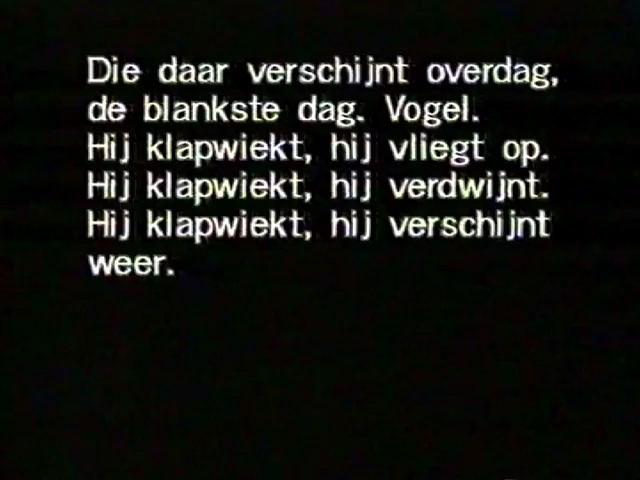 Die daar verschijnt overdag,
de blankste dag. Vogel.
Hij klapwiekt, hij vliegt op.
Hij klapwiekt, hij verdwijnt.
Hij klapwiekt, hij verschijnt
weer.